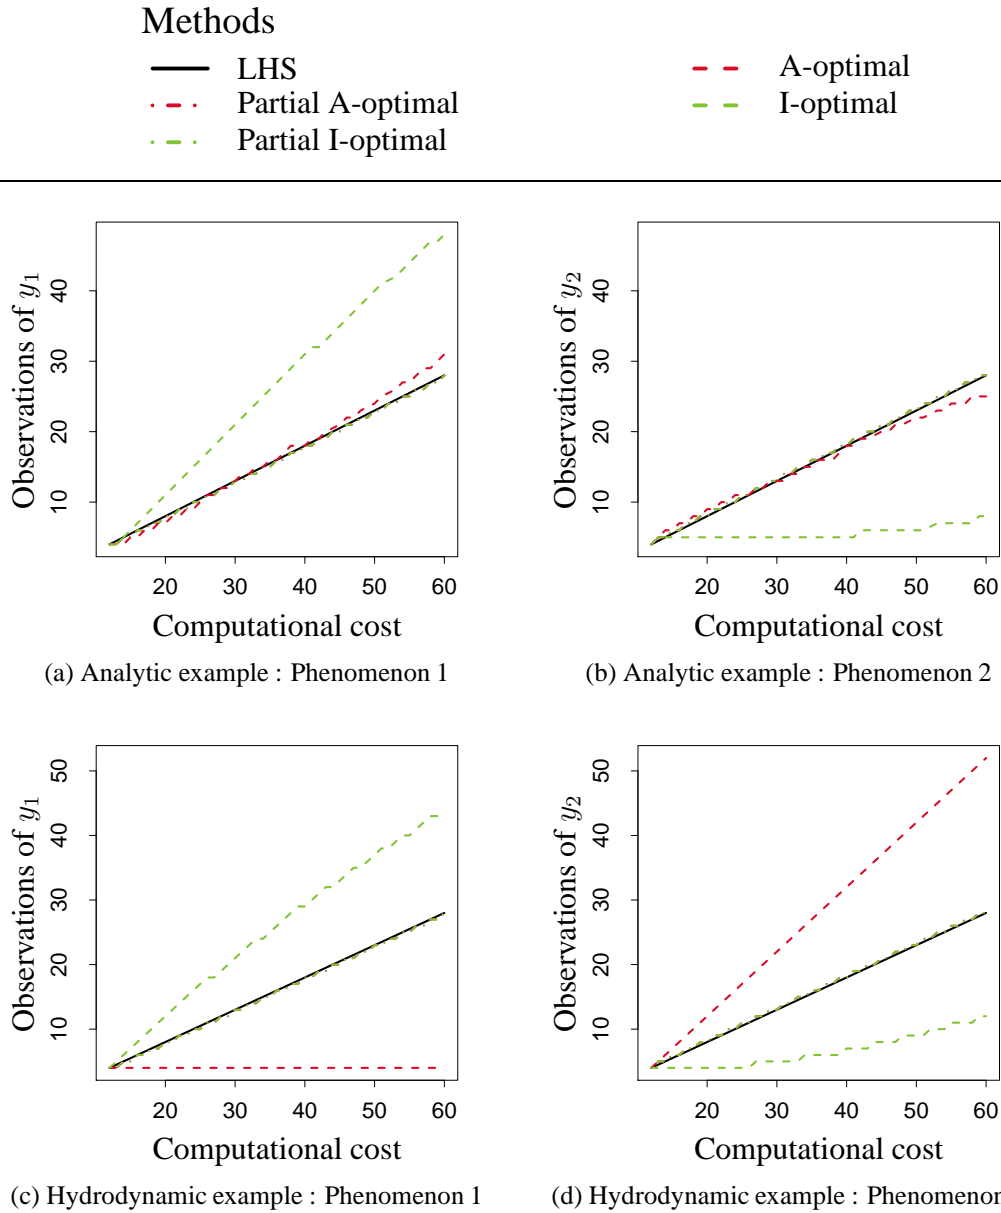 Methods
LHS
A-optimal
Partial A-optimal
I-optimal
Partial I-optimal
Observations of y1
40
30
20
10
20 30 40 50 60
Computational cost
(a) Analytic example : Phenomenon 1
Observations of y2
40
30
20
10
20 30 40 50 60
Computational cost
(b) Analytic example : Phenomenon 2
Observations of y1
50
40
30
20
10
20 30 40 50 60
Computational cost
(c) Hydrodynamic example : Phenomenon 1
Observations of y2
50
40
30
20
10
20 30 40 50 60
Computational cost
(d) Hydrodynamic example : Phenomenon